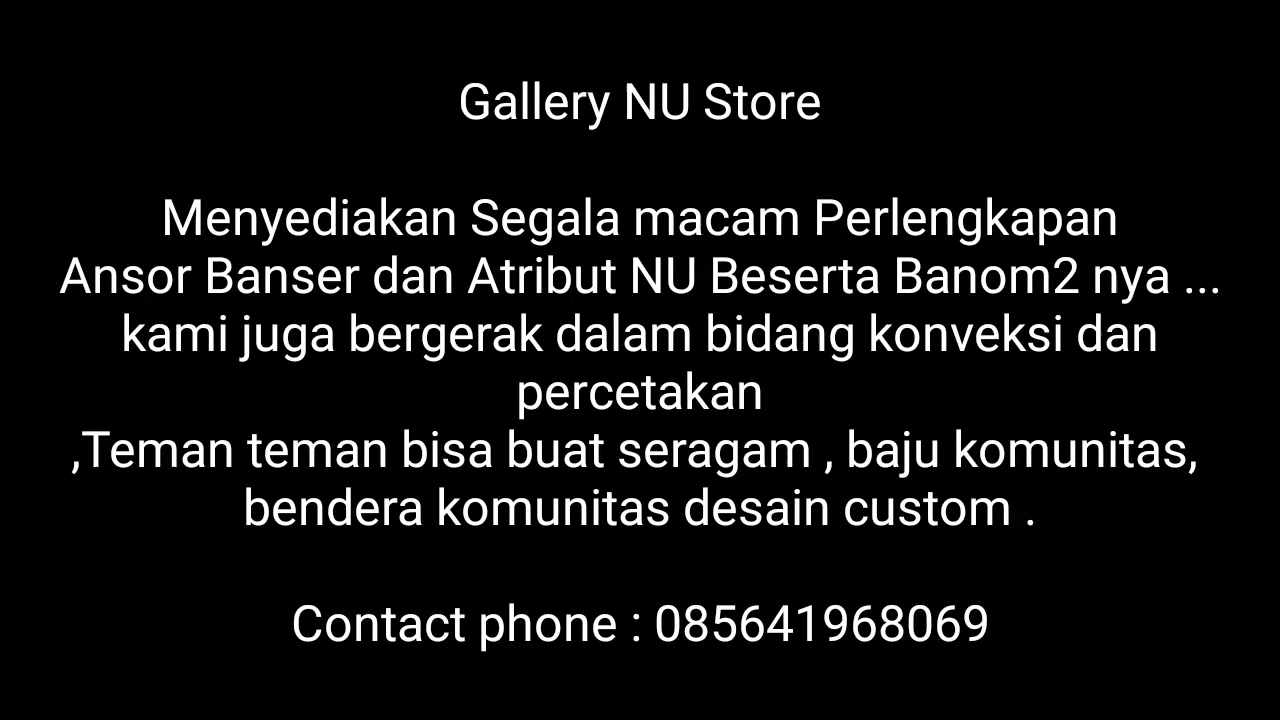 Gallery NU Store
Menyediakan Segala macam Perlengkapan
Ansor Banser dan Atribut NU Beserta Banom2 nya ...
kami juga bergerak dalam bidang konveksi dan
percetakan
,Teman teman bisa buat seragam , baju komunitas,
bendera komunitas desain custom .
Contact phone : 085641968069